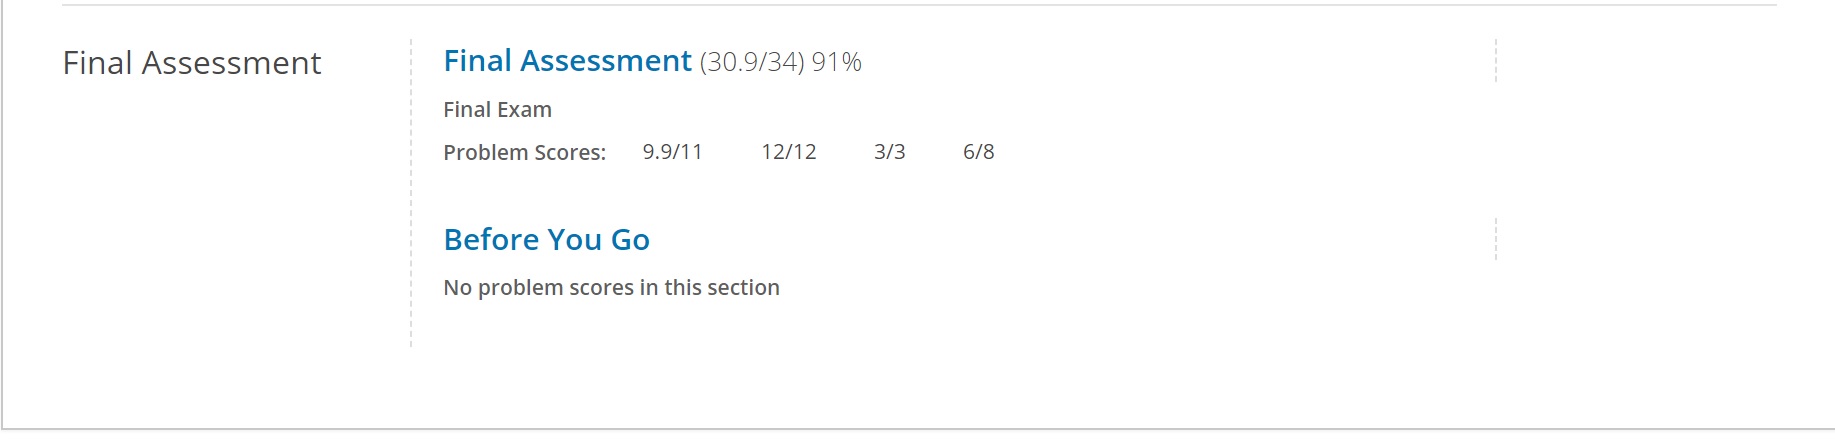 Final Assessment
Final Assessment (30.9/34) 91%
Final Exam
Problem Scores: 9.9/11 12/12 3/3 6/8
Before You Go
No problem scores in this section